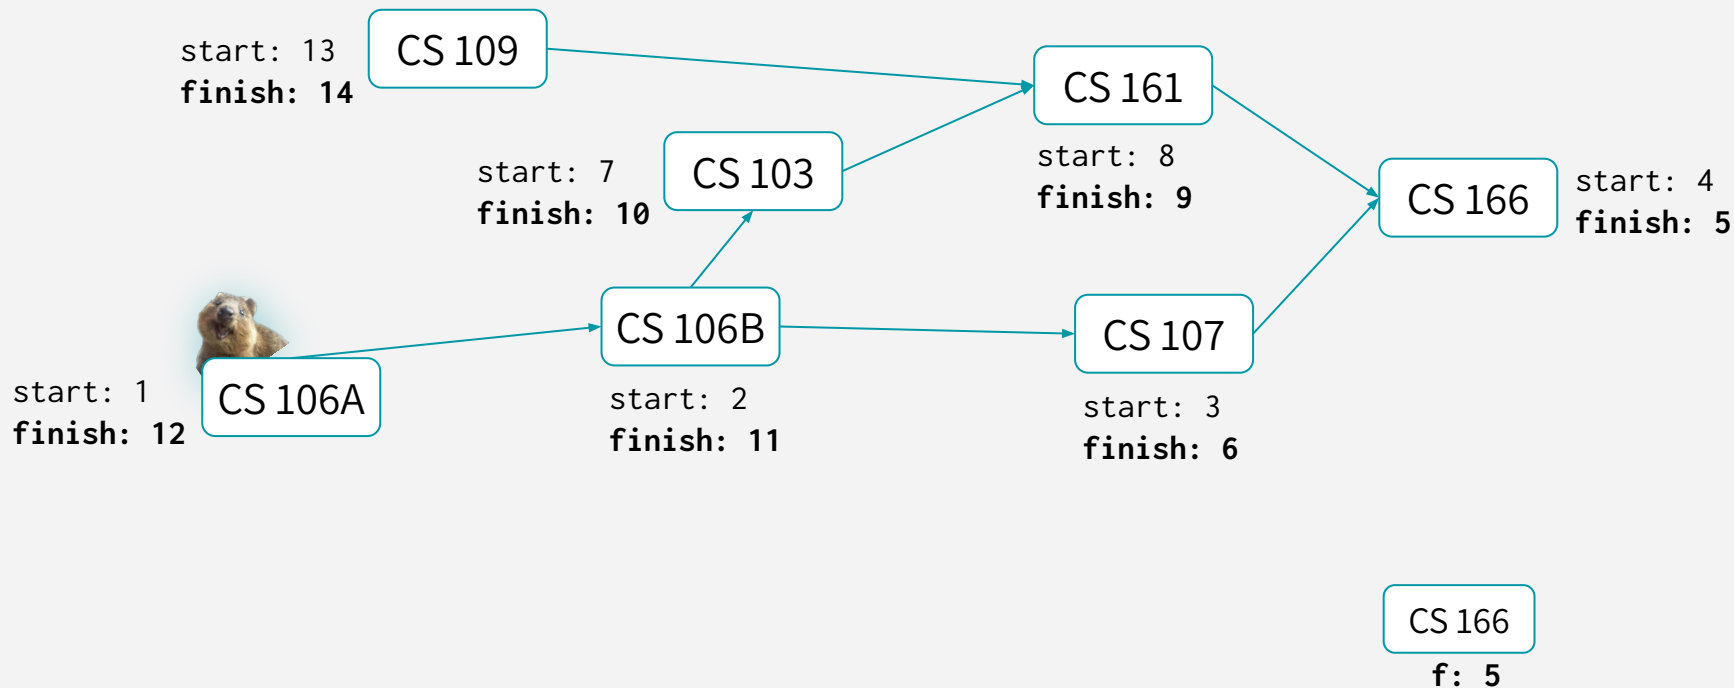 CS 109
start: 13
finish: 14
CS 161
start: 8
finish: 9
CS 103
start: 7
finish: 10
CS 166
start: 4
finish: 5
CS 106B
start: 2
finish: 11
CS 107
start: 3
finish: 6
CS 106A
start: 1
finish: 12
CS 166
f: 5